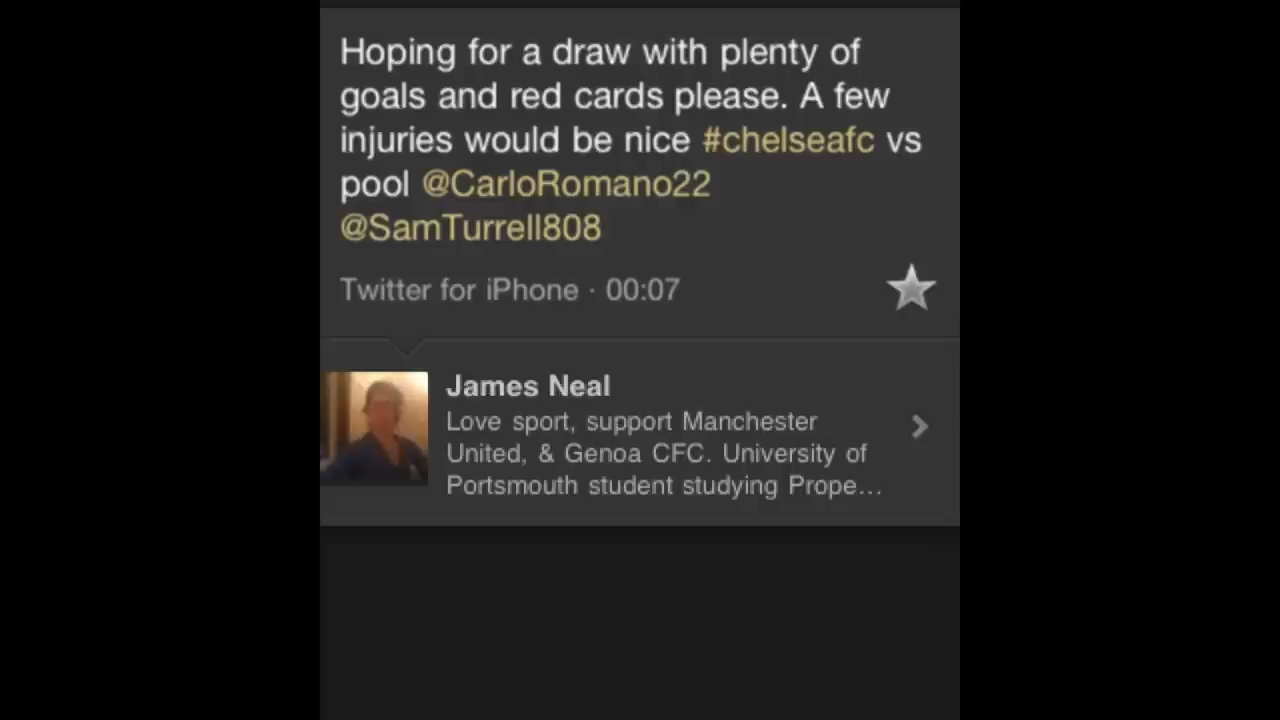 Hoping for a draw with plenty of
goals and red cards please. A few
injuries would be nice #chelseafc vs
pool @CarloRomano22
@SamTurrell808
Twitter for iPhone · 00:07
James Neal
Love sport, support Manchester
United, & Genoa CFC. University of
Portsmouth student studying Prope...